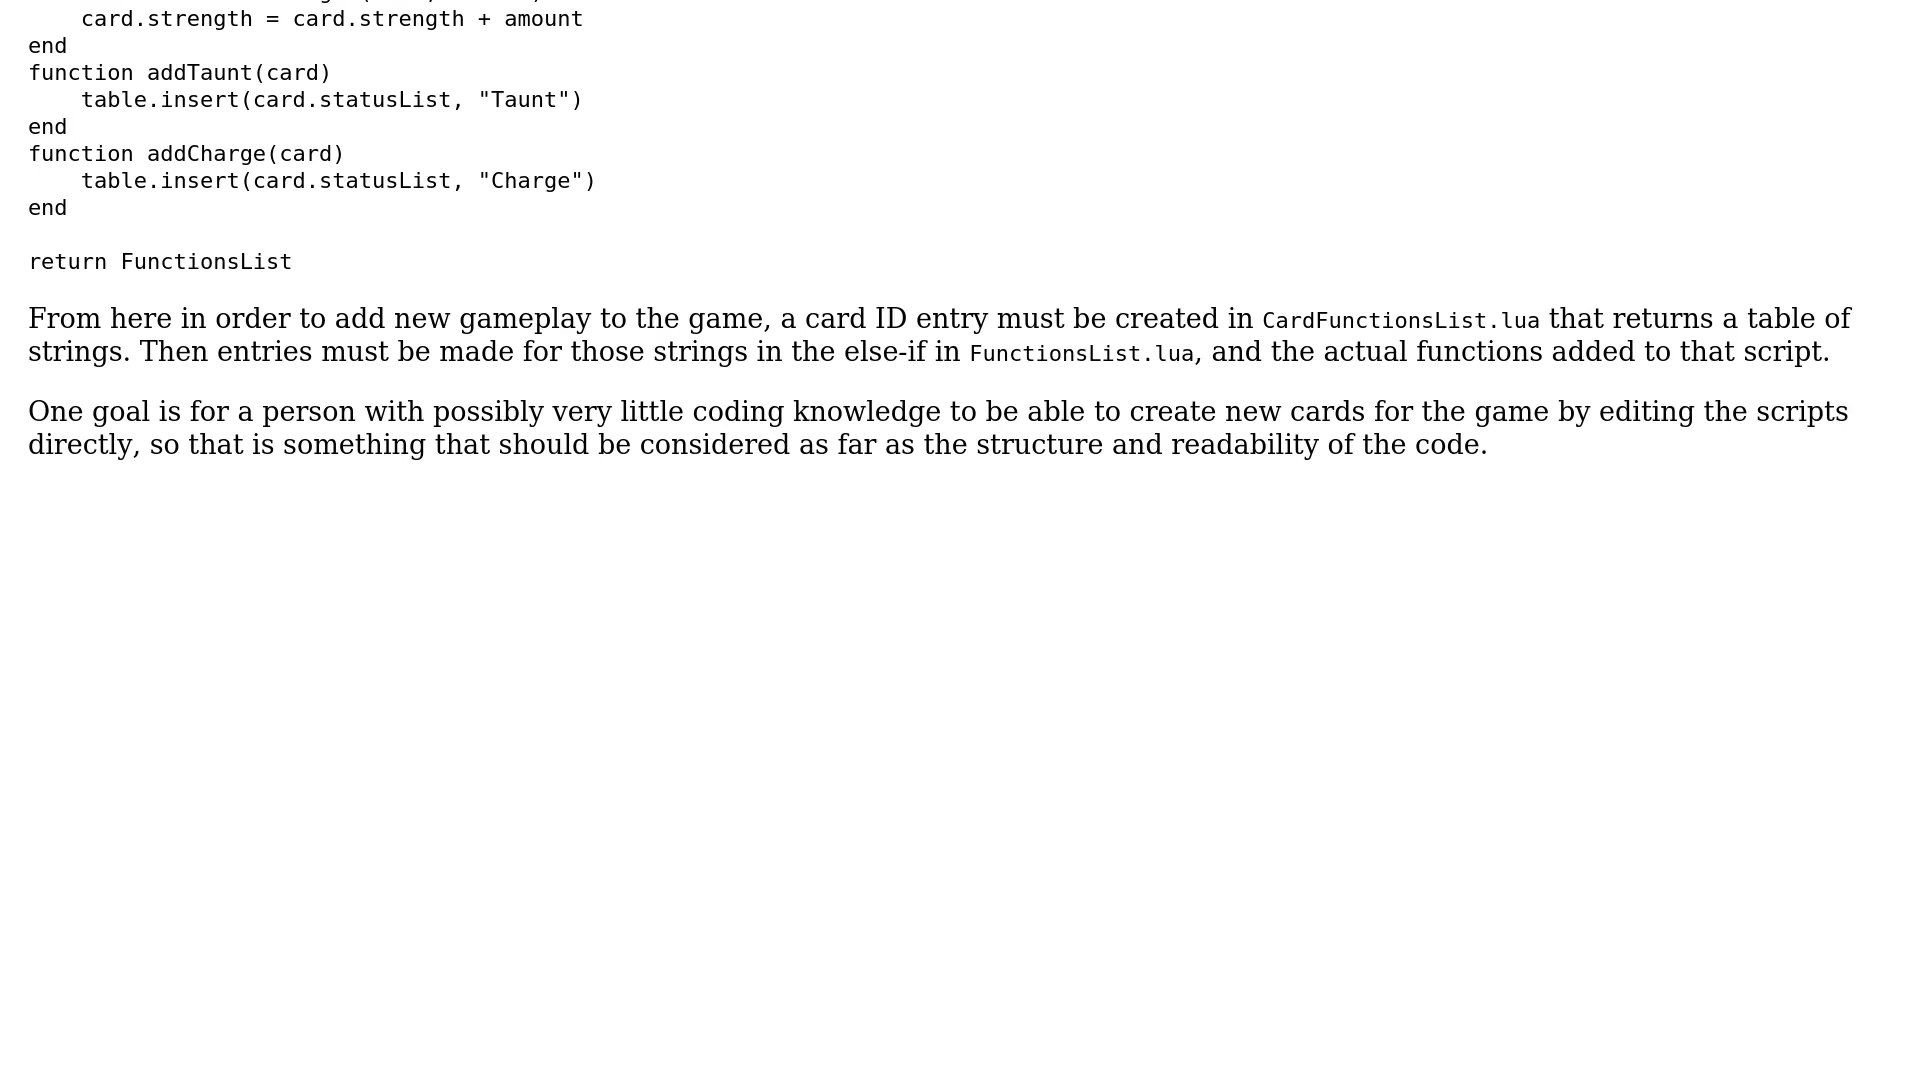 card.strength = card.strength + amount
end
function addTaunt(card)
    table.insert(card.statusList, "Taunt")
end
function addCharge(card)
    table.insert(card.statusList, "Charge")
end

return FunctionsList
From here in order to add new gameplay to the game, a card ID entry must be created in CardFunctionsList.lua that returns a table of
strings. Then entries must be made for those strings in the else-if in FunctionsList.lua, and the actual functions added to that script.
One goal is for a person with possibly very little coding knowledge to be able to create new cards for the game by editing the scripts
directly, so that is something that should be considered as far as the structure and readability of the code.